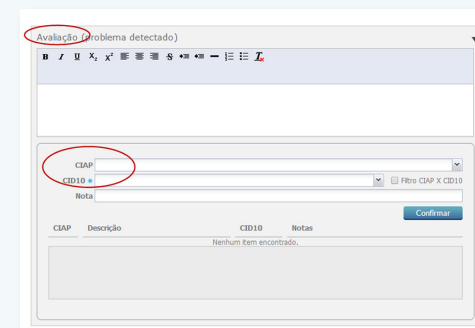 Avaliação (problema detectado)
B I U X₂ X² S T
CIAP
CID10 * Filtro CIAP X CID10
Nota
Confirmar
CIAP Descrição CID10 Notas
Nenhum item encontrado.